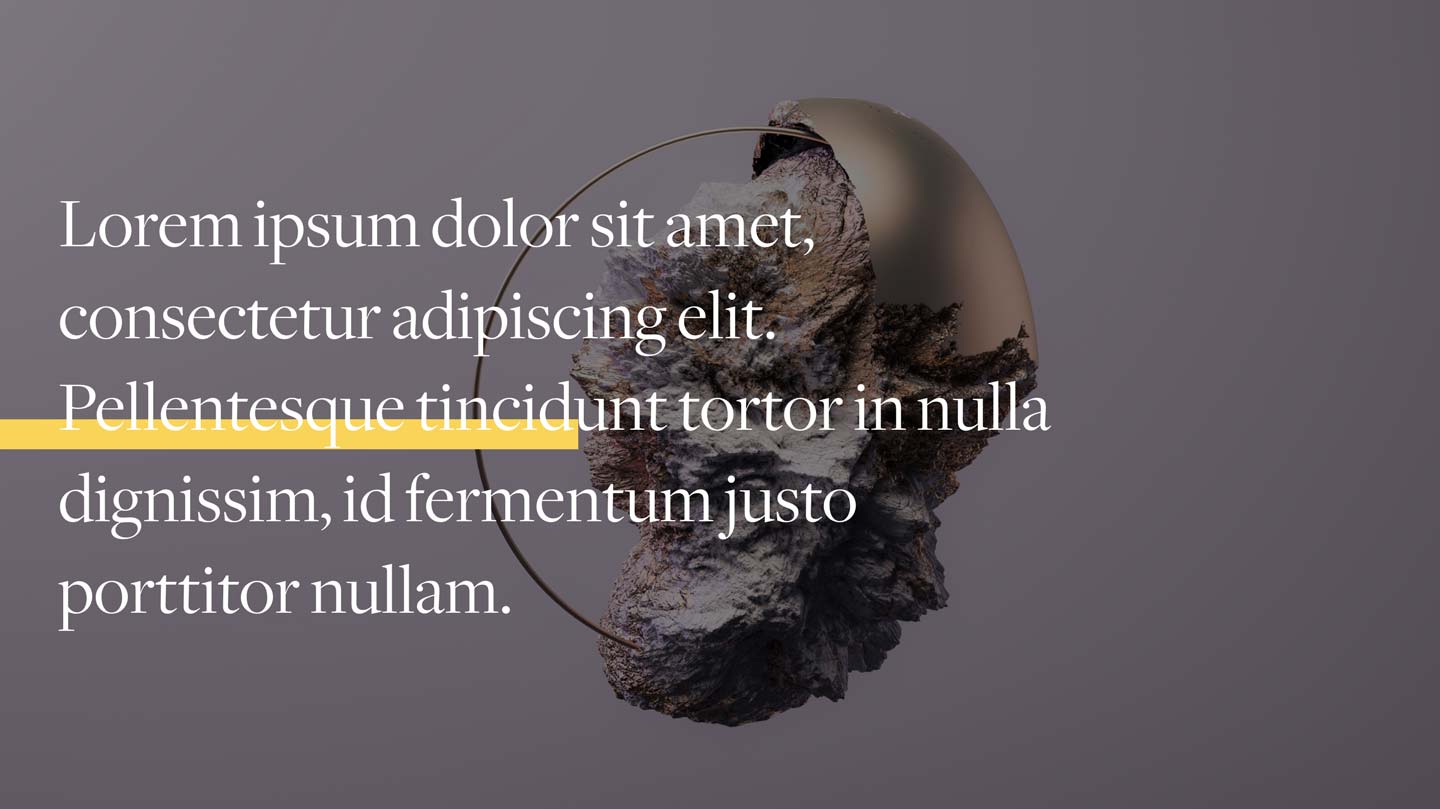 Lorem ipsum dolor sit amet,
consectetur adipiscing elit.
Pellentesque tincidunt tortor in nulla
dignissim, id fermentum justo
porttitor nullam.